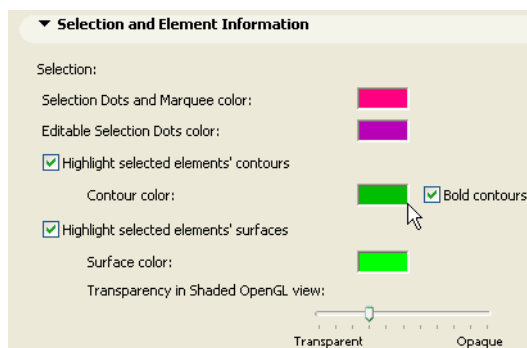 Selection and Element Information
Selection:
Selection Dots and Marquee color:
Editable Selection Dots color:
Highlight selected elements' contours
Contour color:
Bold contours
Highlight selected elements' surfaces
Surface color:
Transparency in Shaded OpenGL view:
Transparent Opaque